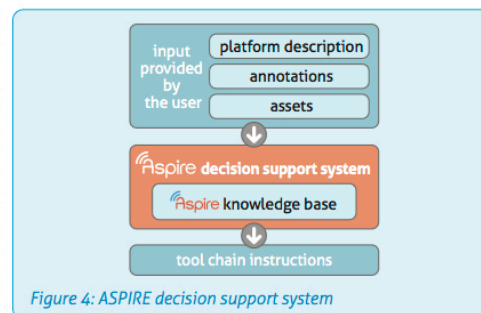 input
provided
by
the user
platform description
annotations
assets
Aspire decision support system
Aspire knowledge base
tool chain instructions
Figure 4: ASPIRE decision support system